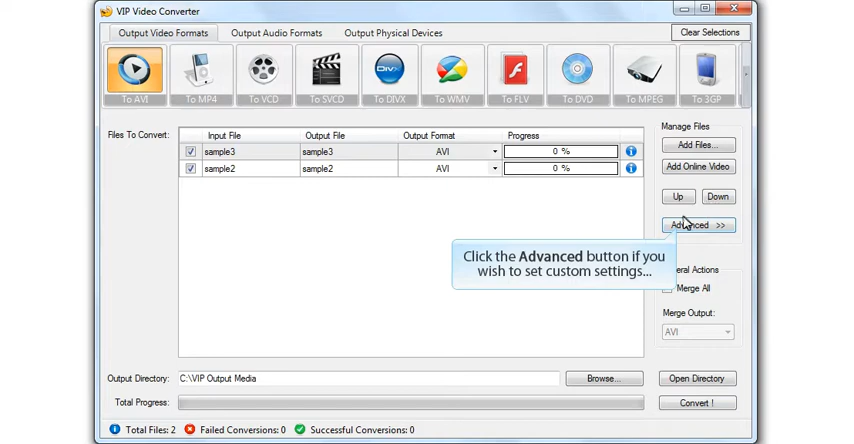 VIP Video Converter
Output Video Formats Output Audio Formats Output Physical Devices Clear Selections
To AVI To MP4 To VCD To SVCD To DIVX To WMV To FLV To DVD To MPEG To 3GP
Files To Convert: Input File Output File Output Format Progress
sample3 sample3 AVI 0 %
sample2 sample2 AVI 0 %
Manage Files
Add Files...
Add Online Video
Up Down
Advanced >>
Click the Advanced button if you
wish to set custom settings...
eral Actions
Merge All
Merge Output:
AVI
Output Directory: C:\VIP Output Media Browse... Open Directory
Total Progress: Convert !
Total Files: 2 Failed Conversions: 0 Successful Conversions: 0